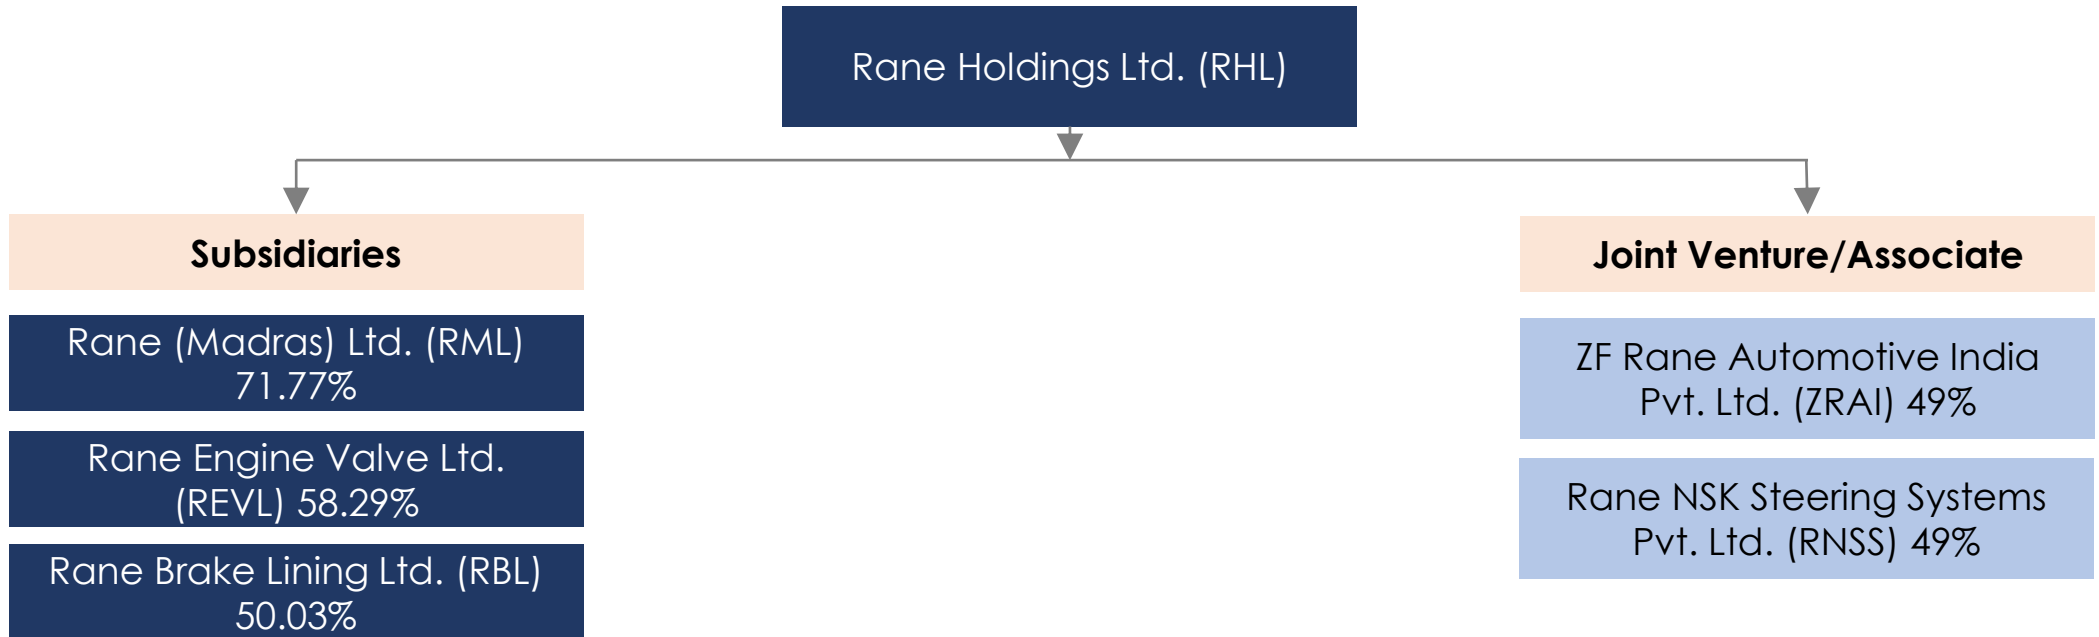 Rane Holdings Ltd. (RHL)
Subsidiaries
Rane (Madras) Ltd. (RML)
71.77%
Rane Engine Valve Ltd.
(REVL) 58.29%
Rane Brake Lining Ltd. (RBL)
50.03%
Joint Venture/Associate
ZF Rane Automotive India
Pvt. Ltd. (ZRAI) 49%
Rane NSK Steering Systems
Pvt. Ltd. (RNSS) 49%